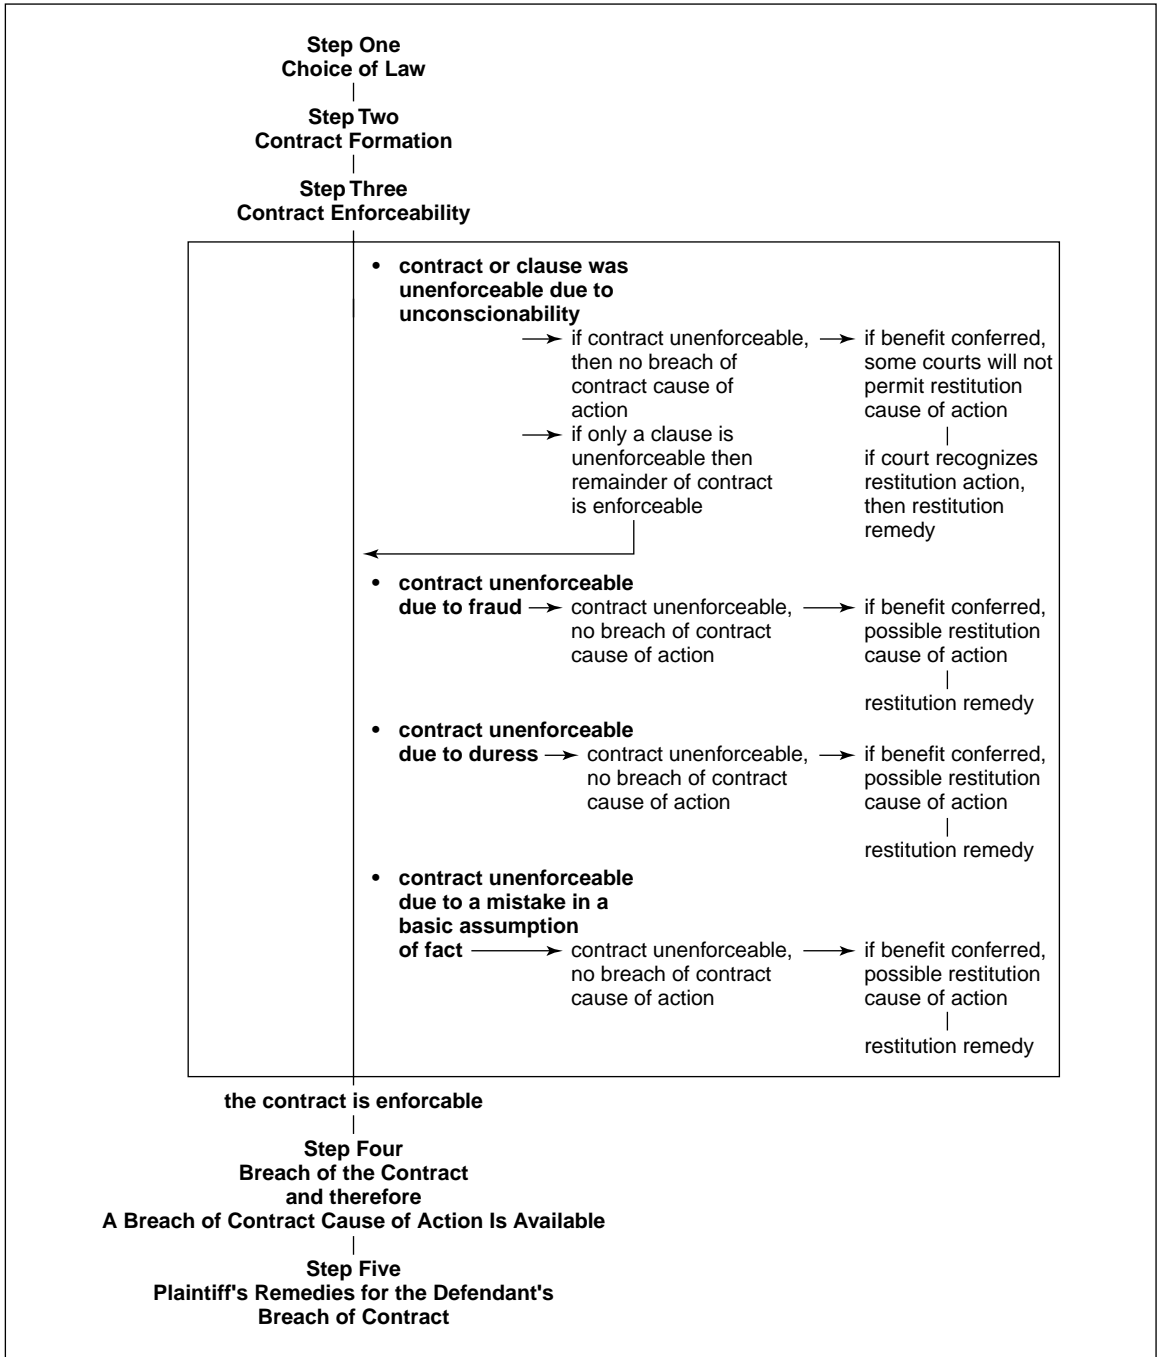 Step One
Choice of Law
Step Two
Contract Formation
Step Three
Contract Enforceability
• contract or clause was
unenforceable due to
unconscionability
if contract unenforceable,
then no breach of
contract cause of
action
if benefit conferred,
some courts will not
permit restitution
cause of action
if only a clause is
unenforceable then
remainder of contract
is enforceable
if court recognizes
restitution action,
then restitution
remedy
• contract unenforceable
due to fraud
contract unenforceable,
no breach of contract
cause of action
if benefit conferred,
possible restitution
cause of action
restitution remedy
• contract unenforceable
due to duress
contract unenforceable,
no breach of contract
cause of action
if benefit conferred,
possible restitution
cause of action
restitution remedy
• contract unenforceable
due to a mistake in a
basic assumption
of fact
contract unenforceable,
no breach of contract
cause of action
if benefit conferred,
possible restitution
cause of action
restitution remedy
the contract is enforcable
Step Four
Breach of the Contract
and therefore
A Breach of Contract Cause of Action Is Available
Step Five
Plaintiff's Remedies for the Defendant's
Breach of Contract